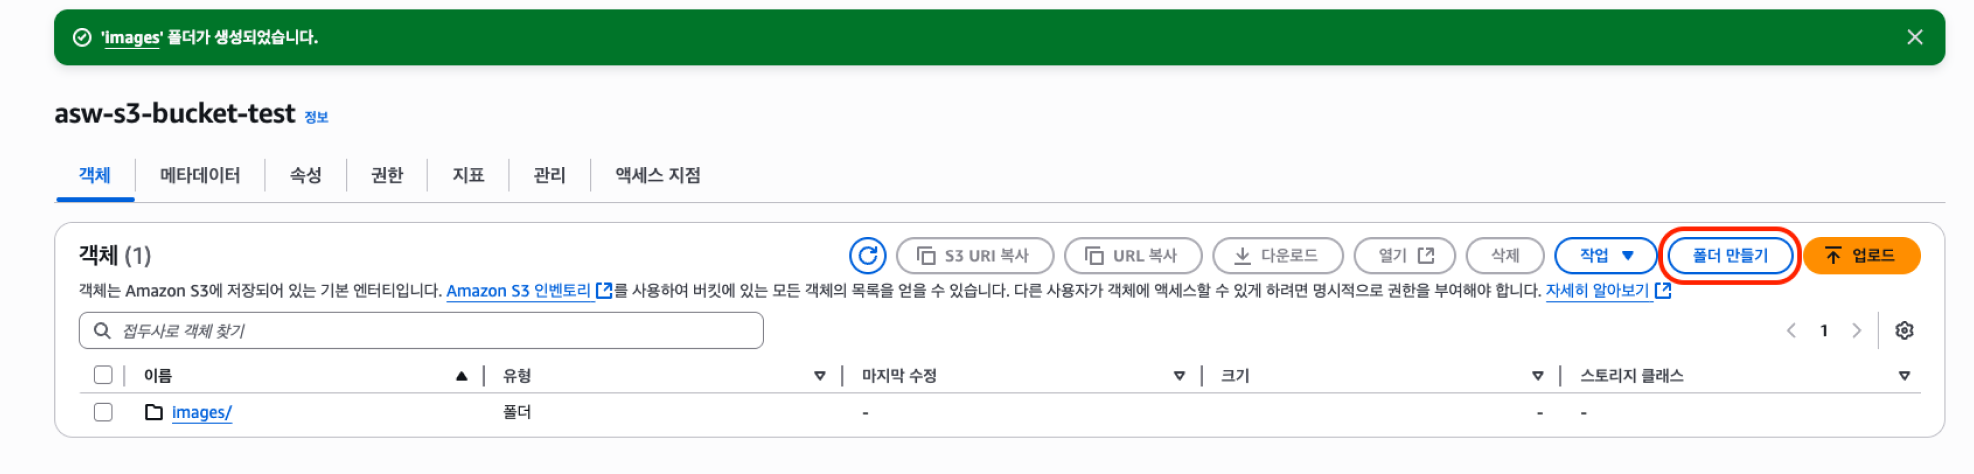 'images' 폴더가 생성되었습니다.
asw-s3-bucket-test 정보
객체 메타데이터 속성 권한 지표 관리 액세스 지점
객체 (1) S3 URI 복사 URL 복사 다운로드 열기 삭제 작업 폴더 만들기 업로드
객체는 Amazon S3에 저장되어 있는 기본 엔터티입니다. Amazon S3 인벤토리를 사용하여 버킷에 있는 모든 객체의 목록을 얻을 수 있습니다. 다른 사용자가 객체에 액세스할 수 있게 하려면 명시적으로 권한을 부여해야 합니다. 자세히 알아보기
접두사로 객체 찾기 1
이름 유형 마지막 수정 크기 스토리지 클래스
images/ 폴더 - - -